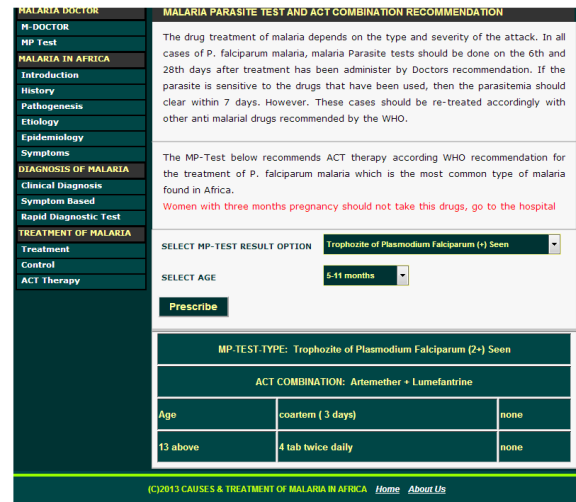 MALARIA DOCTOR
M-DOCTOR
MP Test
MALARIA IN AFRICA
Introduction
History
Pathogenesis
Etiology
Epidemiology
Symptoms
DIAGNOSIS OF MALARIA
Clinical Diagnosis
Symptom Based
Rapid Diagnostic Test
TREATMENT OF MALARIA
Treatment
Control
ACT Therapy
MALARIA PARASITE TEST AND ACT COMBINATION RECOMMENDATION
The drug treatment of malaria depends on the type and severity of the attack. In all
cases of P. falciparum malaria, malaria Parasite tests should be done on the 6th and
28th days after treatment has been administer by Doctors recommendation. If the
parasite is sensitive to the drugs that have been used, then the parasitemia should
clear within 7 days. However. These cases should be re-treated accordingly with
other anti malarial drugs recommended by the WHO.
The MP-Test below recommends ACT therapy according WHO recommendation for
the treatment of P. falciparum malaria which is the most common type of malaria
found in Africa.
Women with three months pregnancy should not take this drugs, go to the hospital
SELECT MP-TEST RESULT OPTION Trophozite of Plasmodium Falciparum (+) Seen
SELECT AGE 5-11 months
Prescribe
MP-TEST-TYPE: Trophozite of Plasmodium Falciparum (2+) Seen
ACT COMBINATION: Artemether + Lumefantrine
Age coartem ( 3 days) none
13 above 4 tab twice daily none
(C)2013 CAUSES & TREATMENT OF MALARIA IN AFRICA Home About Us